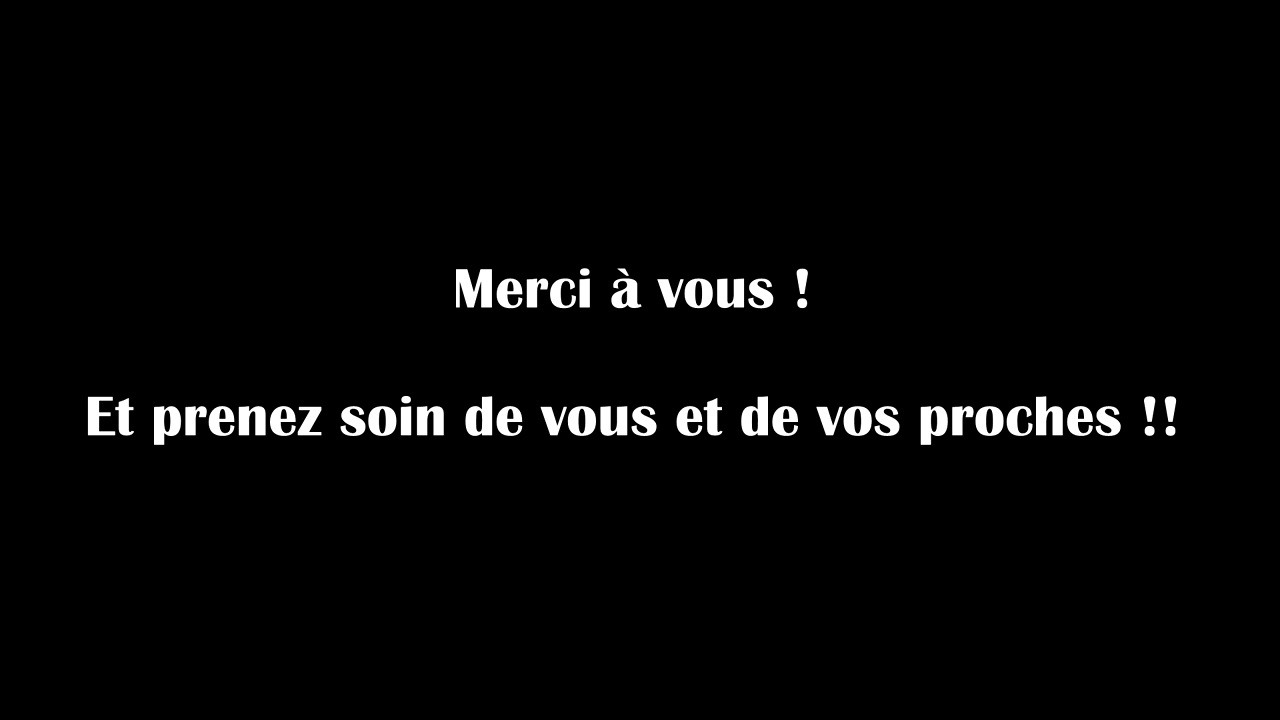 Merci à vous !
Et prenez soin de vous et de vos proches !!